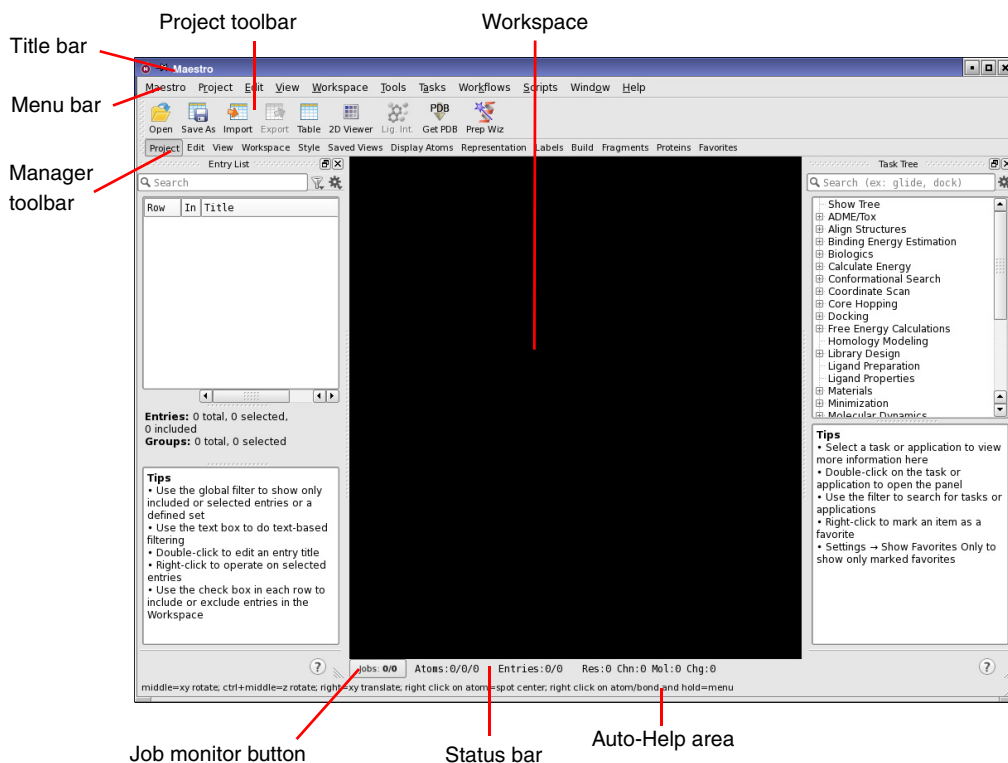 Project toolbar
Workspace
Title bar
Maestro
Menu bar
Maestro Project Edit View Workspace Tools Tasks Workflows Scripts Window Help
PDB
Open Save As Import Export Table 2D Viewer Lig. Int. Get PDB Prep Wiz
Manager
toolbar
Project Edit View Workspace Style Saved Views Display Atoms Representation Labels Build Fragments Proteins Favorites
Entry List
Search
Row In Title
Entries: 0 total, 0 selected,
0 included
Groups: 0 total, 0 selected
Tips
• Use the global filter to show only
included or selected entries or a
defined set
• Use the text box to do text-based
filtering
• Double-click to edit an entry title
• Right-click to operate on selected
entries
• Use the check box in each row to
include or exclude entries in the
Workspace
Task Tree
Search (ex: glide, dock)
Show Tree
ADME/Tox
Align Structures
Binding Energy Estimation
Biologics
Calculate Energy
Conformational Search
Coordinate Scan
Core Hopping
Docking
Free Energy Calculations
Homology Modeling
Library Design
Ligand Preparation
Ligand Properties
Materials
Minimization
Molecular Dynamics
Tips
• Select a task or application to view
more information here
• Double-click on the task or
application to open the panel
• Use the filter to search for tasks or
applications
• Right-click to mark an item as a
favorite
• Settings → Show Favorites Only to
show only marked favorites
? Jobs: 0/0 Atoms:0/0/0 Entries:0/0 Res:0 Chn:0 Mol:0 Chg:0 ?
middle=xy rotate; ctrl+middle=z rotate; right=xy translate; right click on atom=spot center; right click on atom/bond and hold=menu
Job monitor button
Status bar
Auto-Help area